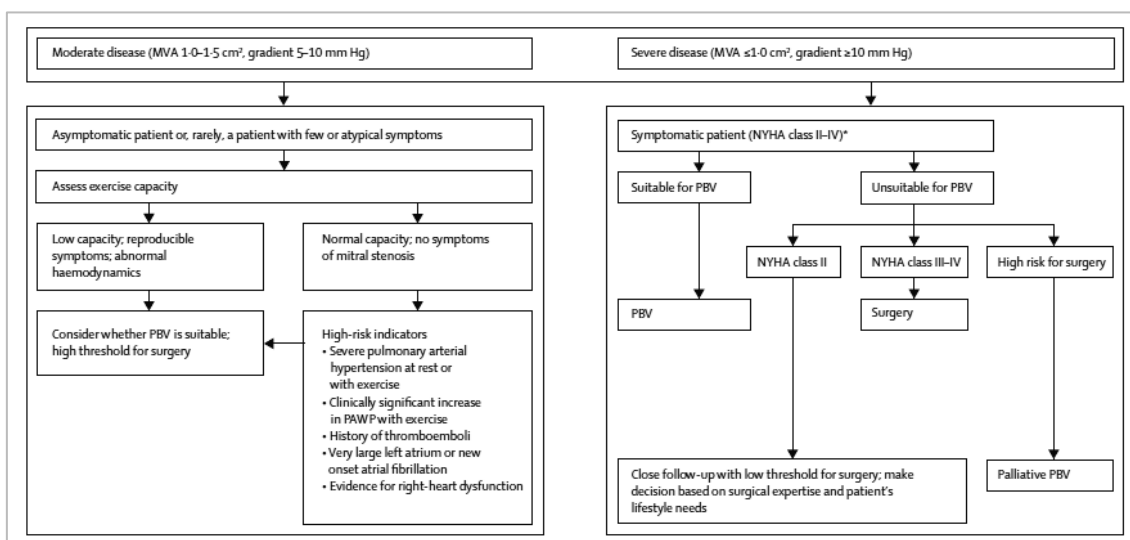 Moderate disease (MVA 1·0–1·5 cm², gradient 5–10 mm Hg)
Severe disease (MVA ≤1·0 cm², gradient ≥10 mm Hg)
Asymptomatic patient or, rarely, a patient with few or atypical symptoms
Assess exercise capacity
Low capacity; reproducible
symptoms; abnormal
haemodynamics
Normal capacity; no symptoms
of mitral stenosis
Consider whether PBV is suitable;
high threshold for surgery
High-risk indicators
• Severe pulmonary arterial
hypertension at rest or
with exercise
• Clinically significant increase
in PAWP with exercise
• History of thromboemboli
• Very large left atrium or new
onset atrial fibrillation
• Evidence for right-heart dysfunction
Symptomatic patient (NYHA class II–IV)*
Suitable for PBV
Unsuitable for PBV
NYHA class II
NYHA class III–IV
High risk for surgery
PBV
Surgery
Close follow-up with low threshold for surgery; make
decision based on surgical expertise and patient's
lifestyle needs
Palliative PBV